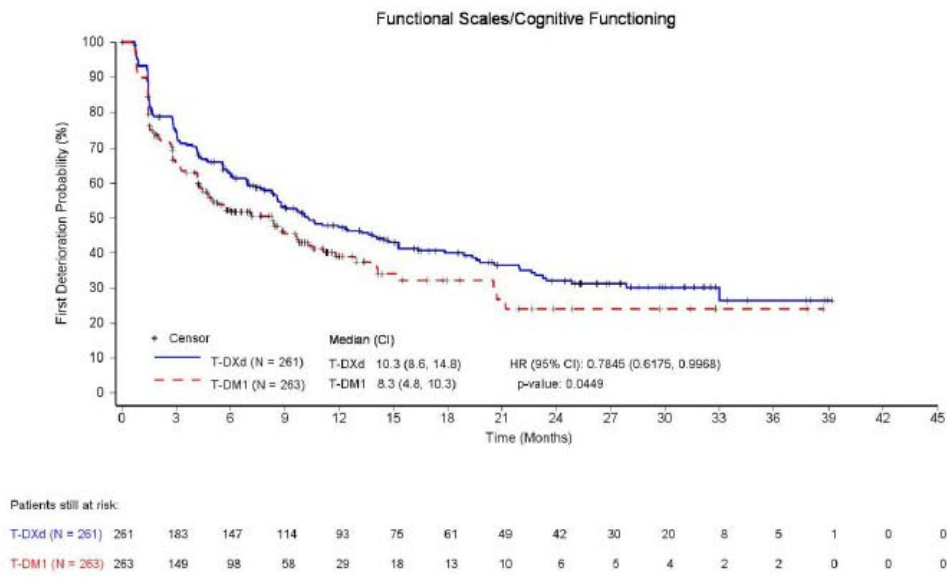 Functional Scales/Cognitive Functioning
First Deterioration Probability (%)
100
90
80
70
60
50
40
30
20
10
0
+ Censor Median (CI)
T-DXd (N = 261) T-DXd 10.3 (8.6, 14.8) HR (95% CI): 0.7845 (0.6175, 0.9968)
T-DM1 (N = 263) T-DM1 8.3 (4.8, 10.3) p-value: 0.0449
0 3 6 9 12 15 18 21 24 27 30 33 36 39 42 45
Time (Months)
Patients still at risk:
T-DXd (N = 261) 261 183 147 114 93 75 61 49 42 30 20 8 5 1 0 0
T-DM1 (N = 263) 263 149 98 58 29 18 13 10 6 5 4 2 2 0 0 0